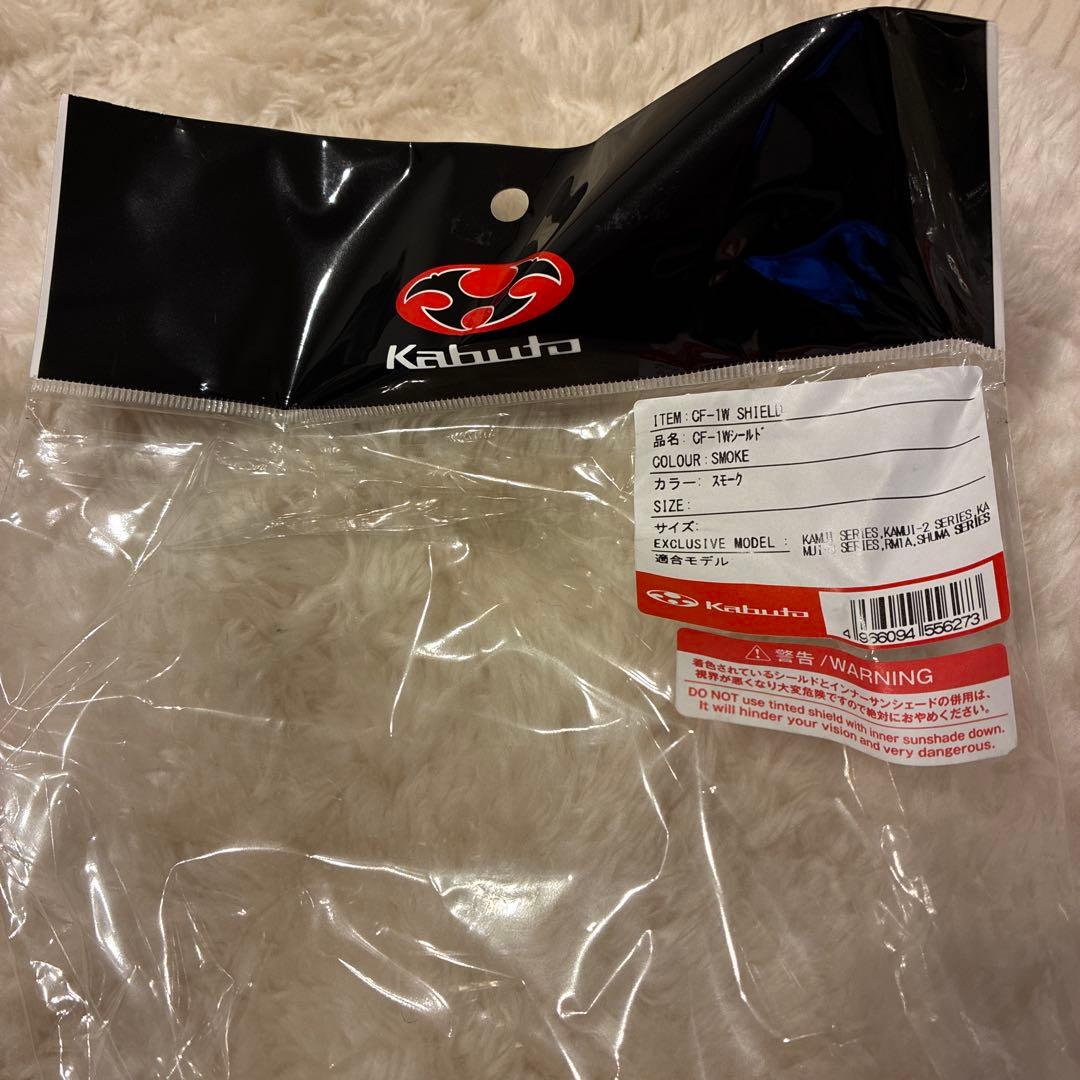 Kabuto
ITEM : CF-1W SHIELD
品名: CF-1Wｼｰﾙﾄﾞ
COLOUR : SMOKE
カラー: ｽﾓｰｸ
SIZE:
サイズ:
EXCLUSIVE MODEL :
適合モデル
KAMUI SERIES,KAMUI-2 SERIES,KA
MUI-3 SERIES,RM1A,SHUMA SERIES
Kabuto
4 966094 556273
警告 /WARNING
着色されているシールドとインナーサンシェードの併用は、
視界が悪くなり大変危険ですので絶対におやめください。
DO NOT use tinted shield with inner sunshade down.
It will hinder your vision and very dangerous.